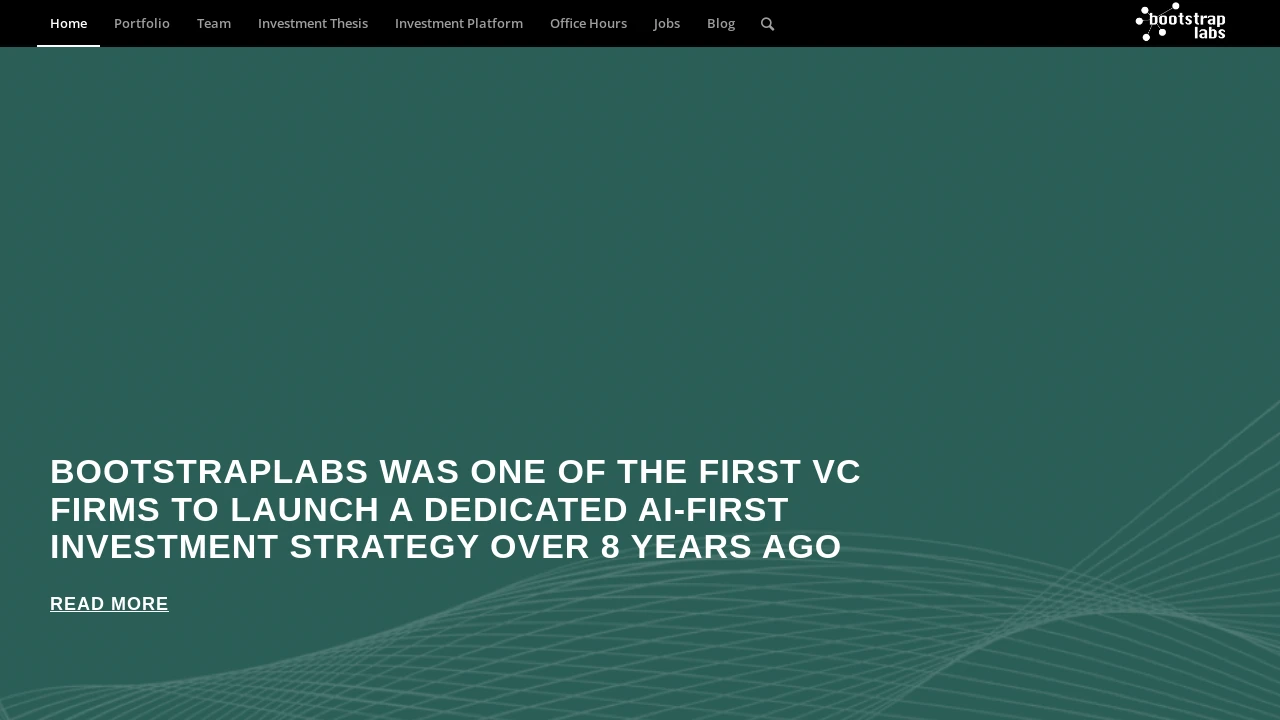 Home Portfolio Team Investment Thesis Investment Platform Office Hours Jobs Blog
bootstrap
labs
BOOTSTRAPLABS WAS ONE OF THE FIRST VC
FIRMS TO LAUNCH A DEDICATED AI-FIRST
INVESTMENT STRATEGY OVER 8 YEARS AGO
READ MORE